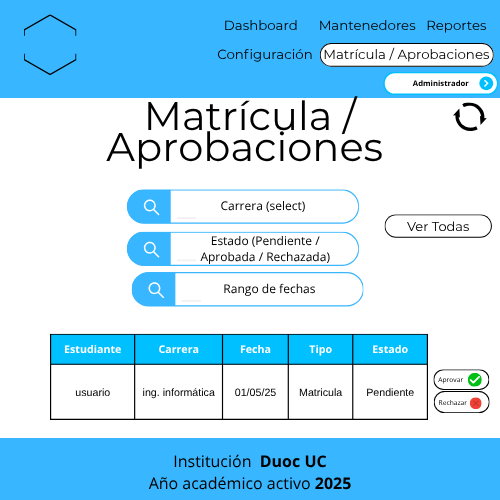 Dashboard Mantenedores Reportes
Configuración Matrícula / Aprobaciones
Administrador
Matrícula /
Aprobaciones
Carrera (select)
Ver Todas
Estado (Pendiente /
Aprobada / Rechazada)
Rango de fechas
Estudiante Carrera Fecha Tipo Estado
usuario ing. informática 01/05/25 Matricula Pendiente
Aprovar
Rechazar
Institución Duoc UC
Año académico activo 2025